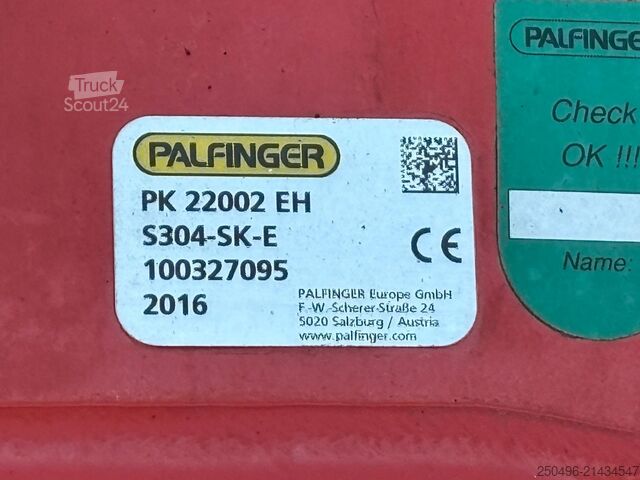 Truck
Scout24
PALFINGER
PK 22002 EH
S304-SK-E
100327095
2016
CE
PALFINGER Europe GmbH
F.-W.-Scherer-Straße 24
5020 Salzburg / Austria
www.palfinger.com
PALFINGE
Check
OK !!!
Name:
250496-21434547